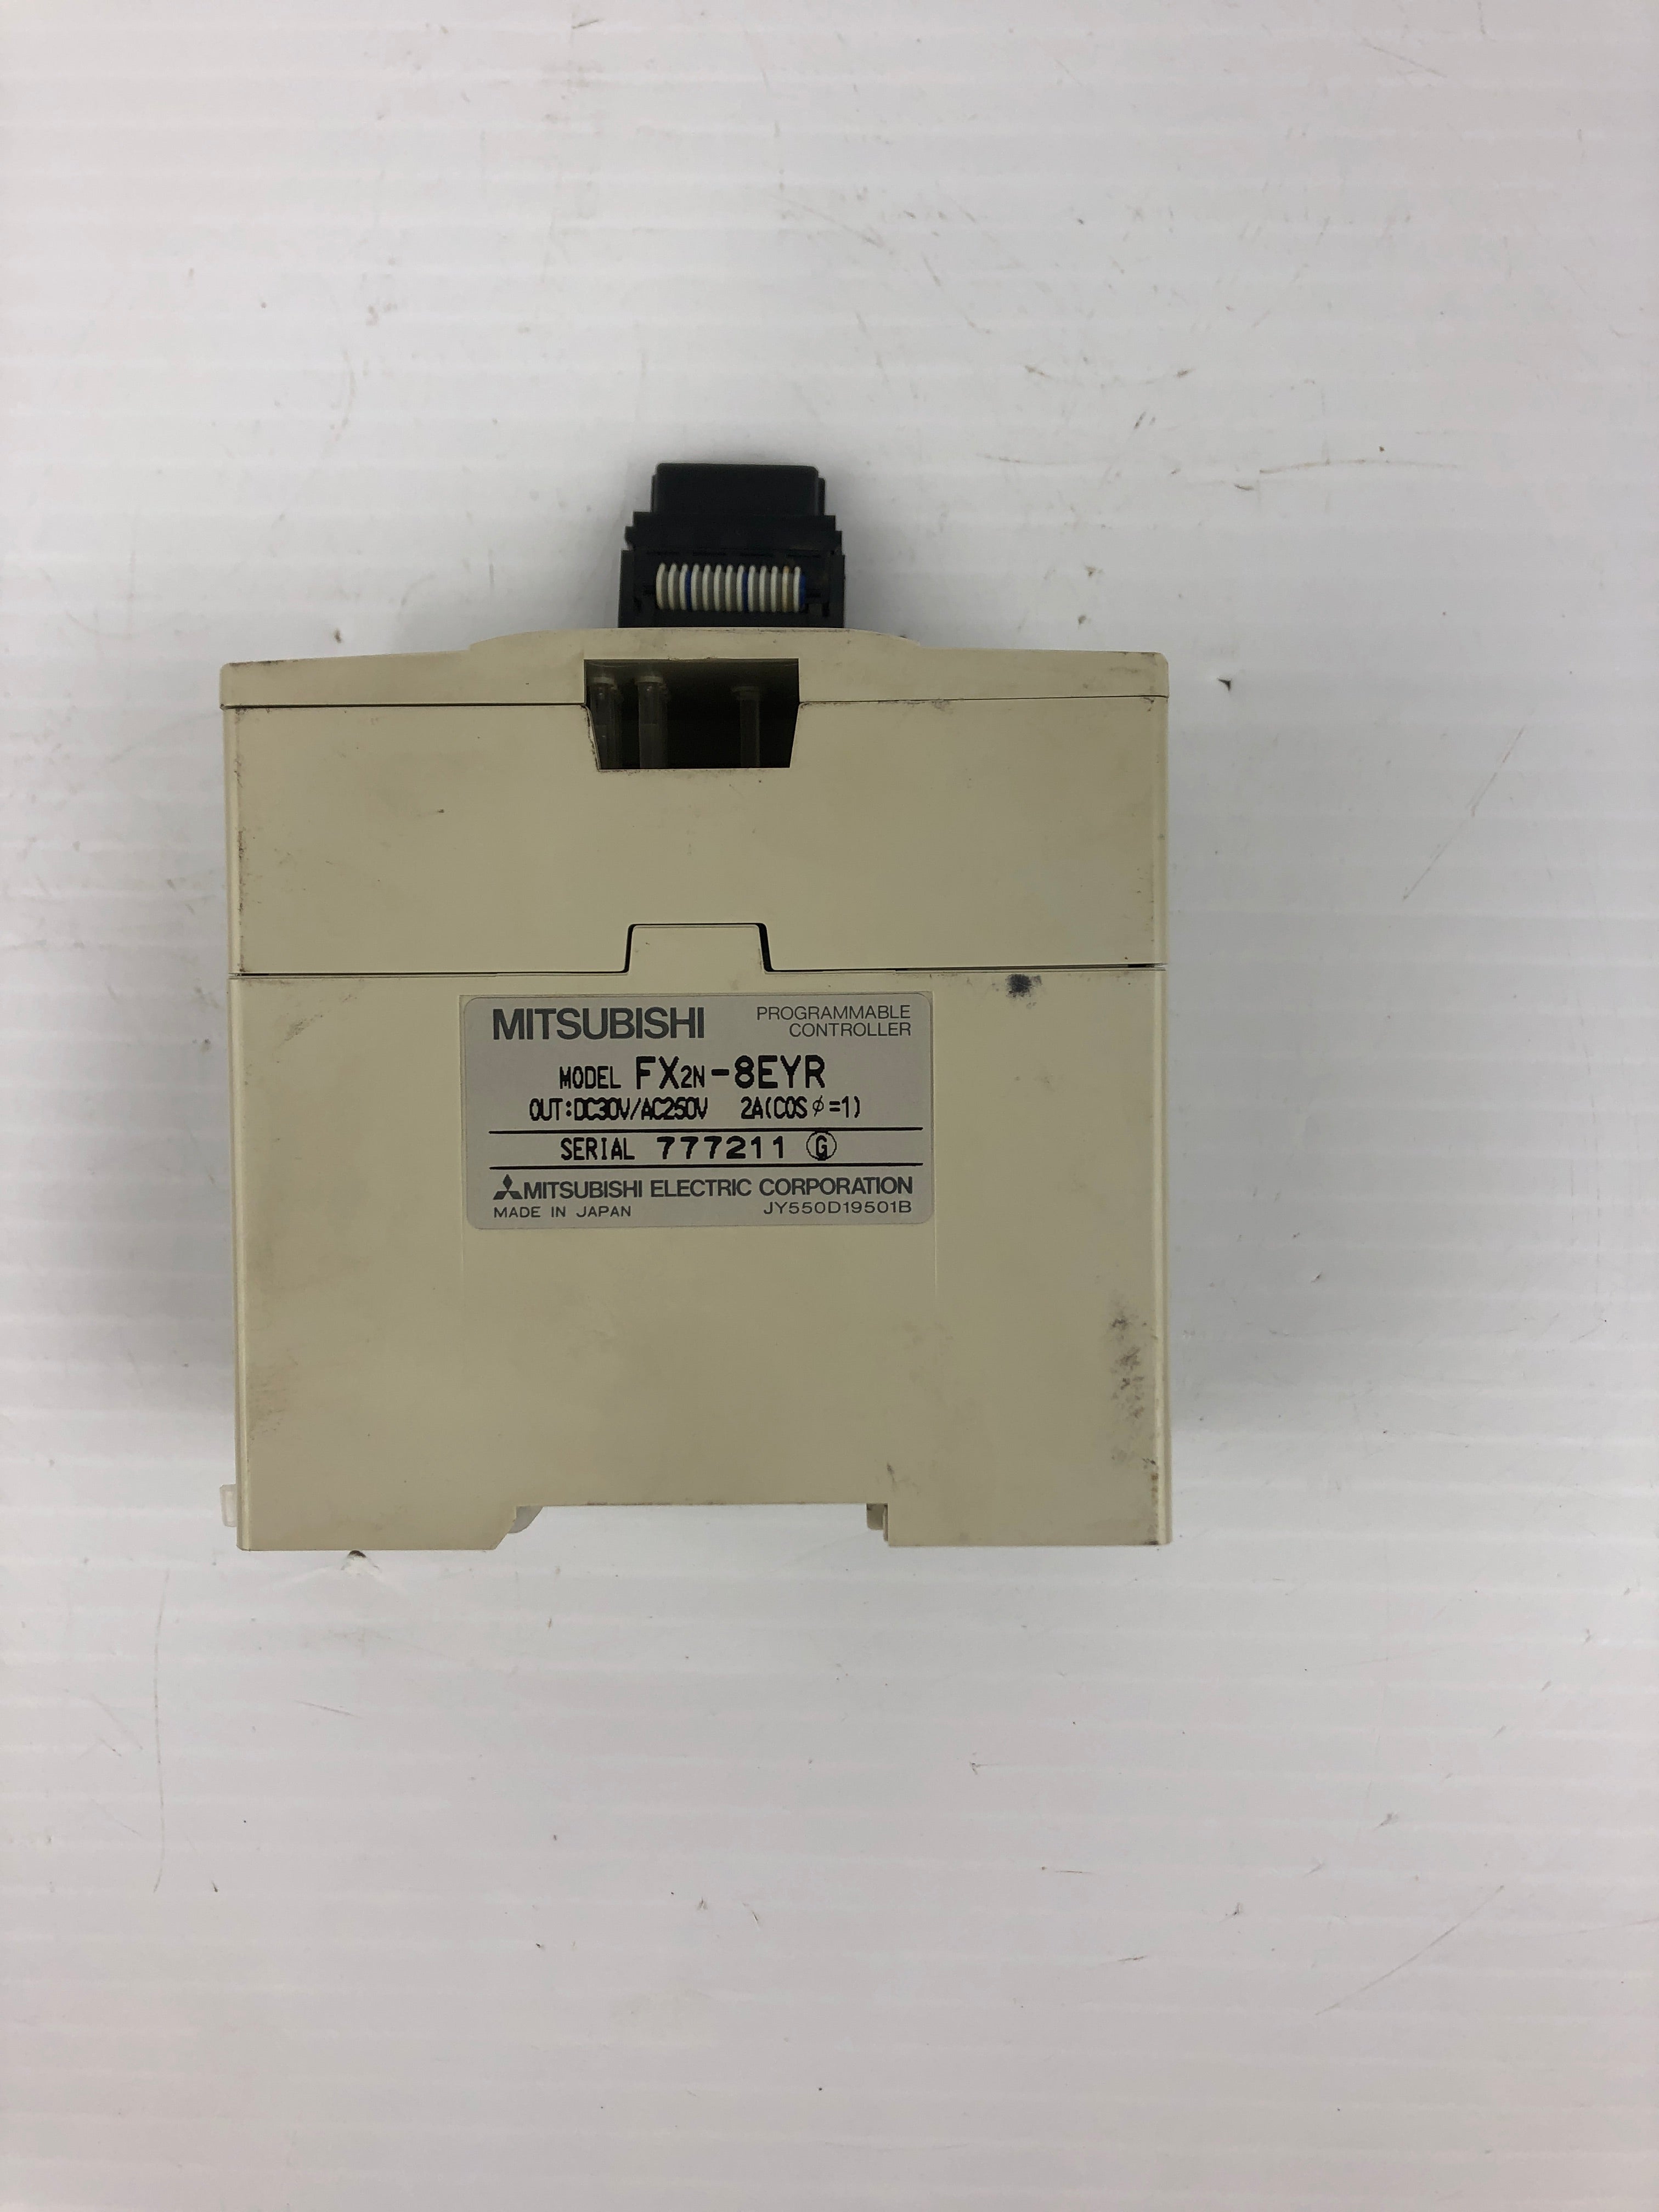 MITSUBISHI PROGRAMMABLE
CONTROLLER
MODEL FX2N-8EYR
OUT:DC30V/AC250V 2A(COS φ=1)
SERIAL 777211 Ⓖ
MITSUBISHI ELECTRIC CORPORATION
MADE IN JAPAN JY550D19501B